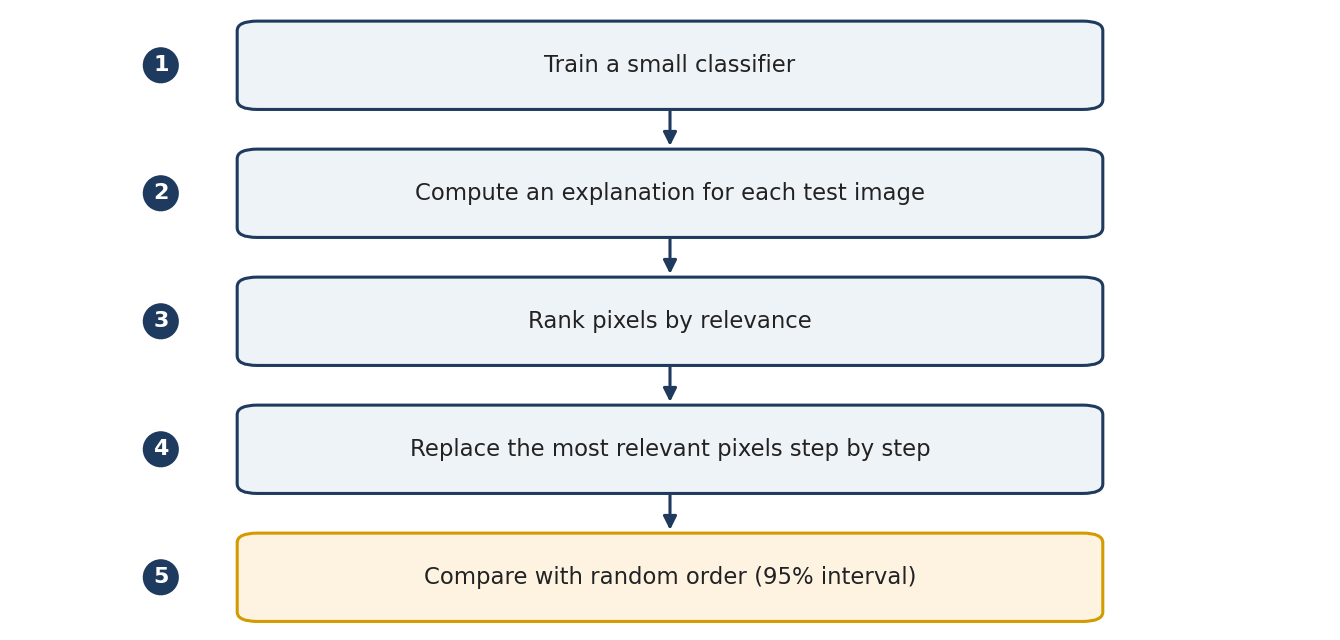 1 Train a small classifier
2 Compute an explanation for each test image
3 Rank pixels by relevance
4 Replace the most relevant pixels step by step
5 Compare with random order (95% interval)